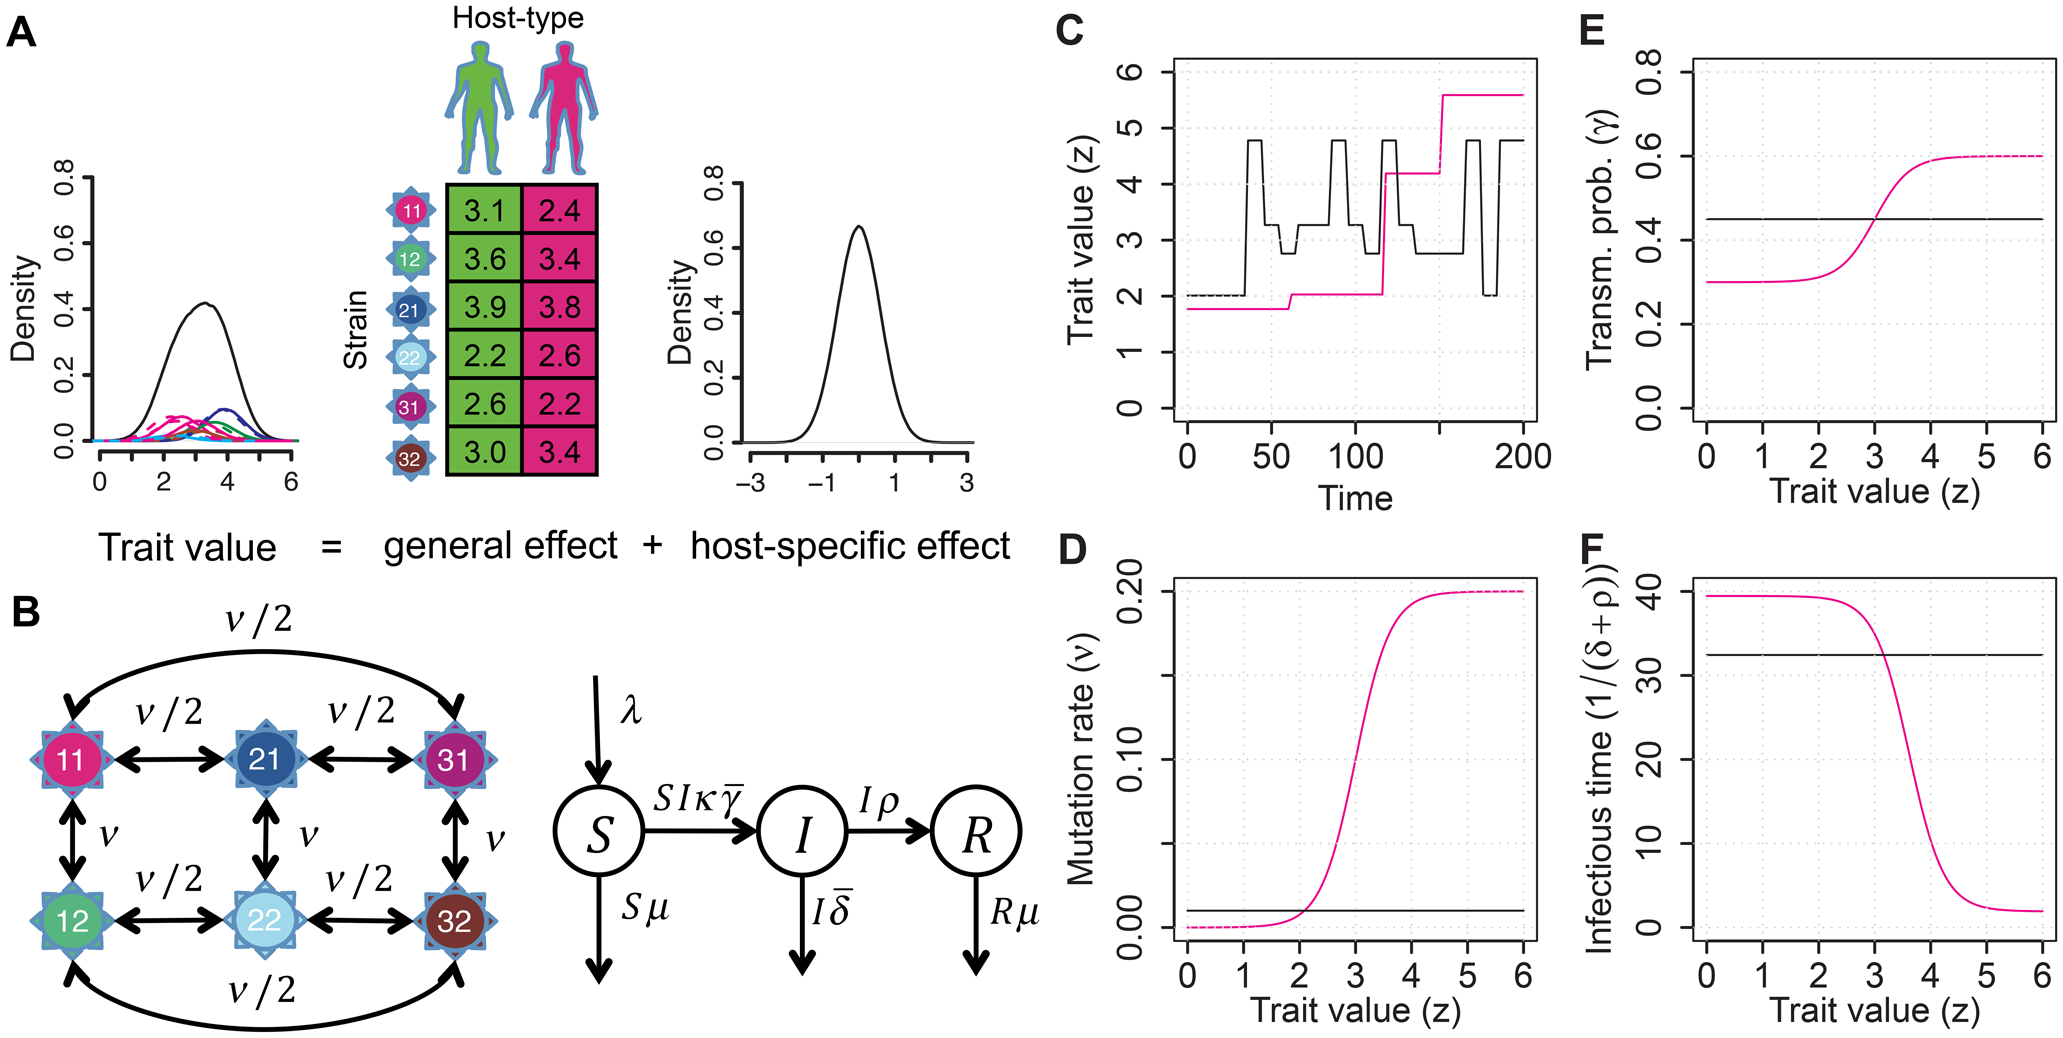 A
Host-type
Strain
11 3.1 2.4
12 3.6 3.4
21 3.9 3.8
22 2.2 2.6
31 2.6 2.2
32 3.0 3.4
Density
0.0 0.2 0.4 0.6 0.8
0 2 4 6
Density
0.0 0.2 0.4 0.6 0.8
−3 −1 1 3
Trait value = general effect + host-specific effect
B
ν/2
ν/2 ν/2
11 21 31
ν ν ν
ν/2 ν/2
12 22 32
ν/2
λ
S SIκγ̅ I Iρ R
Sμ Iδ̅ Rμ
C
Trait value (z)
0 1 2 3 4 5 6
0 50 100 200
Time
D
Mutation rate (ν)
0.00 0.10 0.20
0 1 2 3 4 5 6
Trait value (z)
E
Transm. prob. (γ)
0.0 0.2 0.4 0.6 0.8
0 1 2 3 4 5 6
Trait value (z)
F
Infectious time (1/(δ+ρ))
0 10 20 30 40
0 1 2 3 4 5 6
Trait value (z)